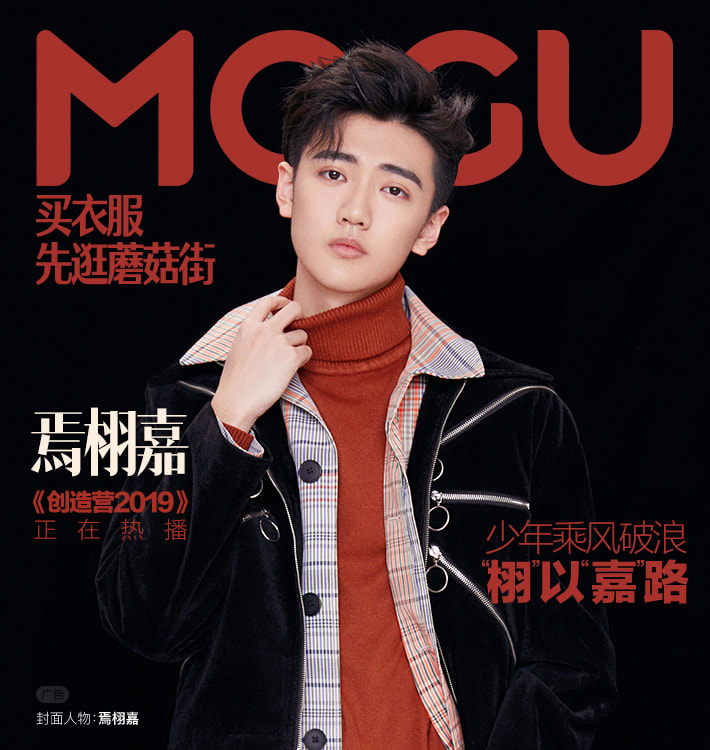 MOGU
买衣服
先逛蘑菇街
焉栩嘉
《创造营2019》
正在热播
少年乘风破浪
“栩”以“嘉”路
广告
封面人物：焉栩嘉